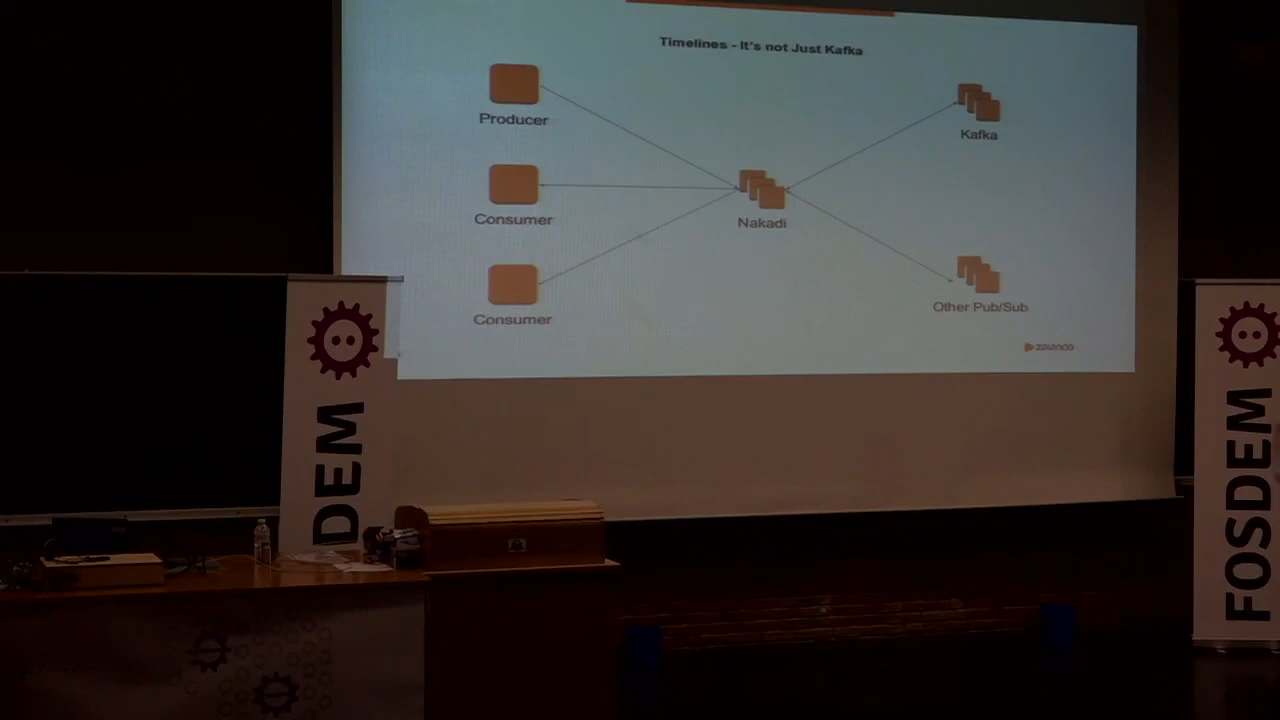 Timelines - It's not Just Kafka
Producer
Kafka
Consumer
Nakadi
Consumer
Other Pub/Sub
zalando
DEM
FOSDEM